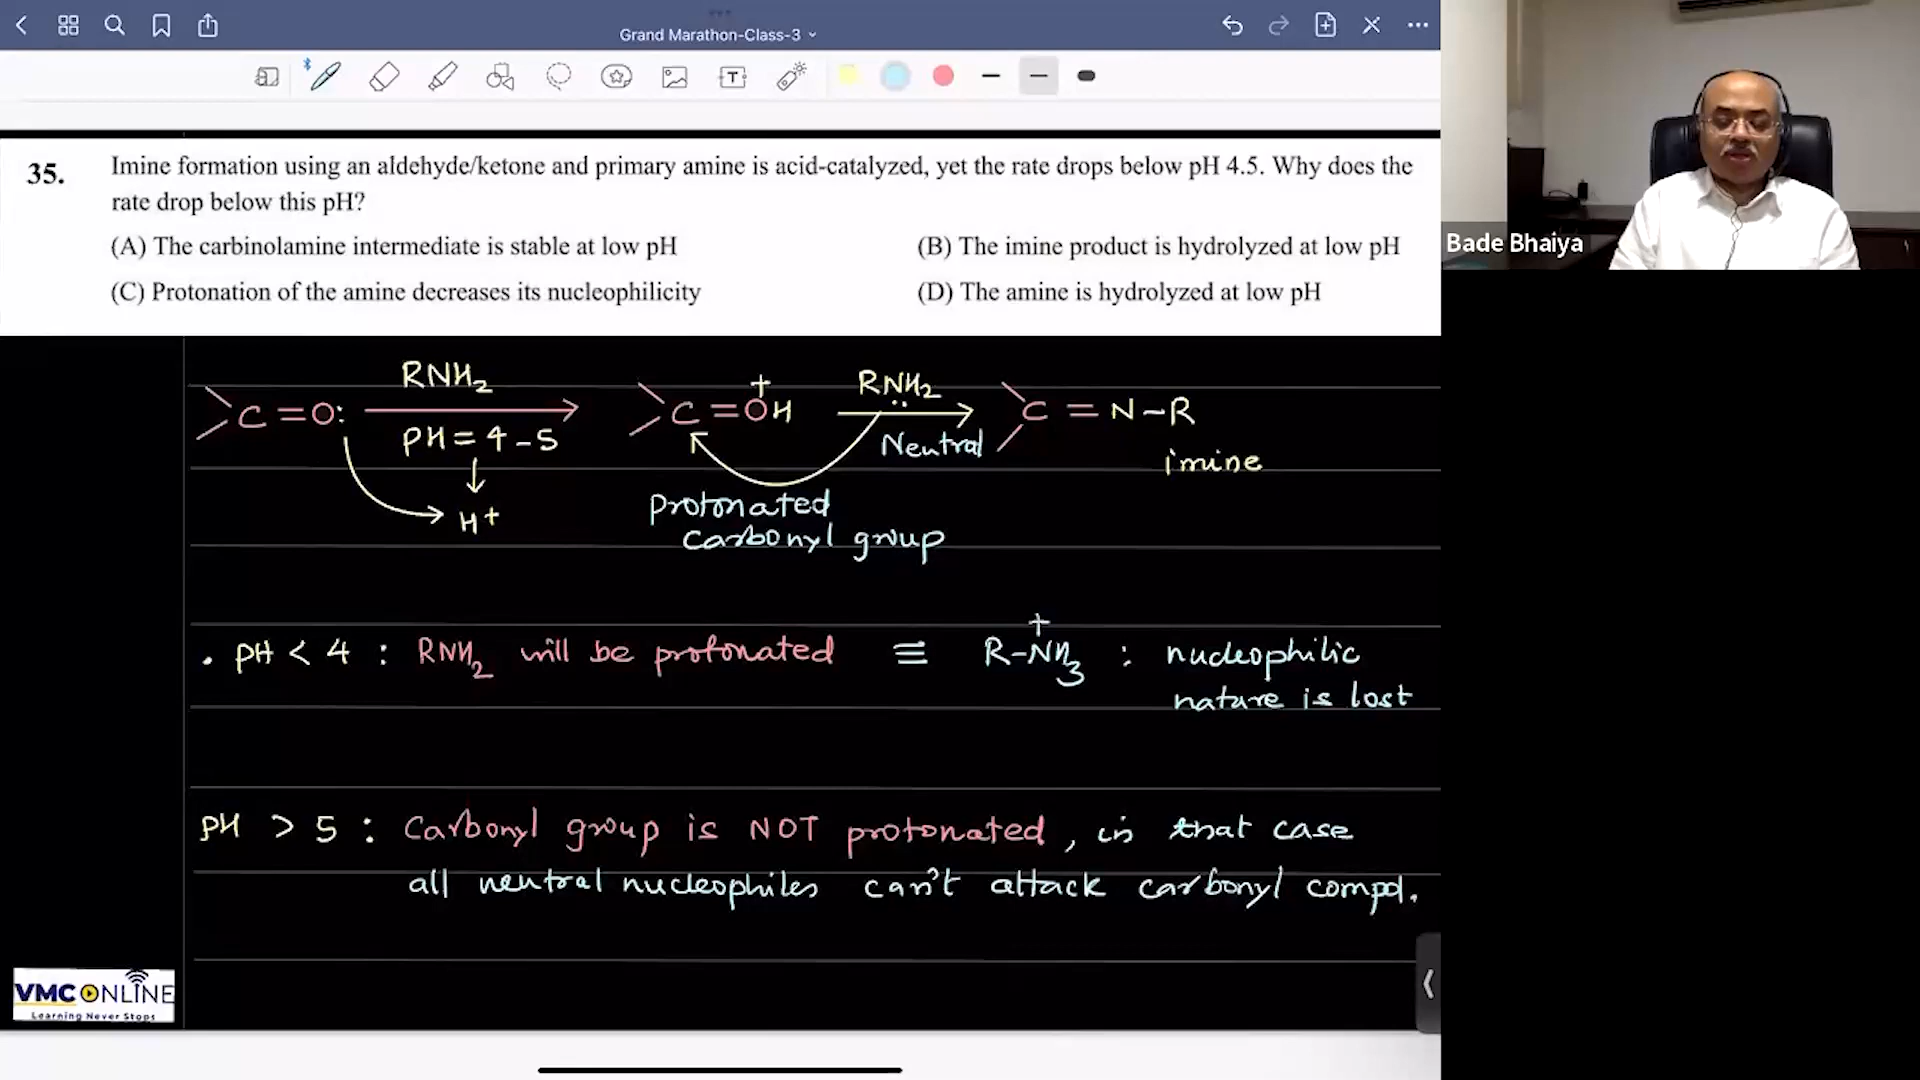 Grand Marathon-Class-3
35. Imine formation using an aldehyde/ketone and primary amine is acid-catalyzed, yet the rate drops below pH 4.5. Why does the
rate drop below this pH?
(A) The carbinolamine intermediate is stable at low pH
(B) The imine product is hydrolyzed at low pH
(C) Protonation of the amine decreases its nucleophilicity
(D) The amine is hydrolyzed at low pH
Bade Bhaiya
RNH₂
C=O:
PH = 4-5
H+
C=O⁺H
RNH₂
Neutral
C=N-R
imine
Protonated
carbonyl group
. PH < 4 : RNH₂ will be protonated ≡ R-N⁺H₃ : nucleophilic
nature is lost
PH > 5 : Carbonyl group is NOT protonated, in that case
all neutral nucleophiles can't attack carbonyl compd.
VMC ONLINE
Learning Never Stops